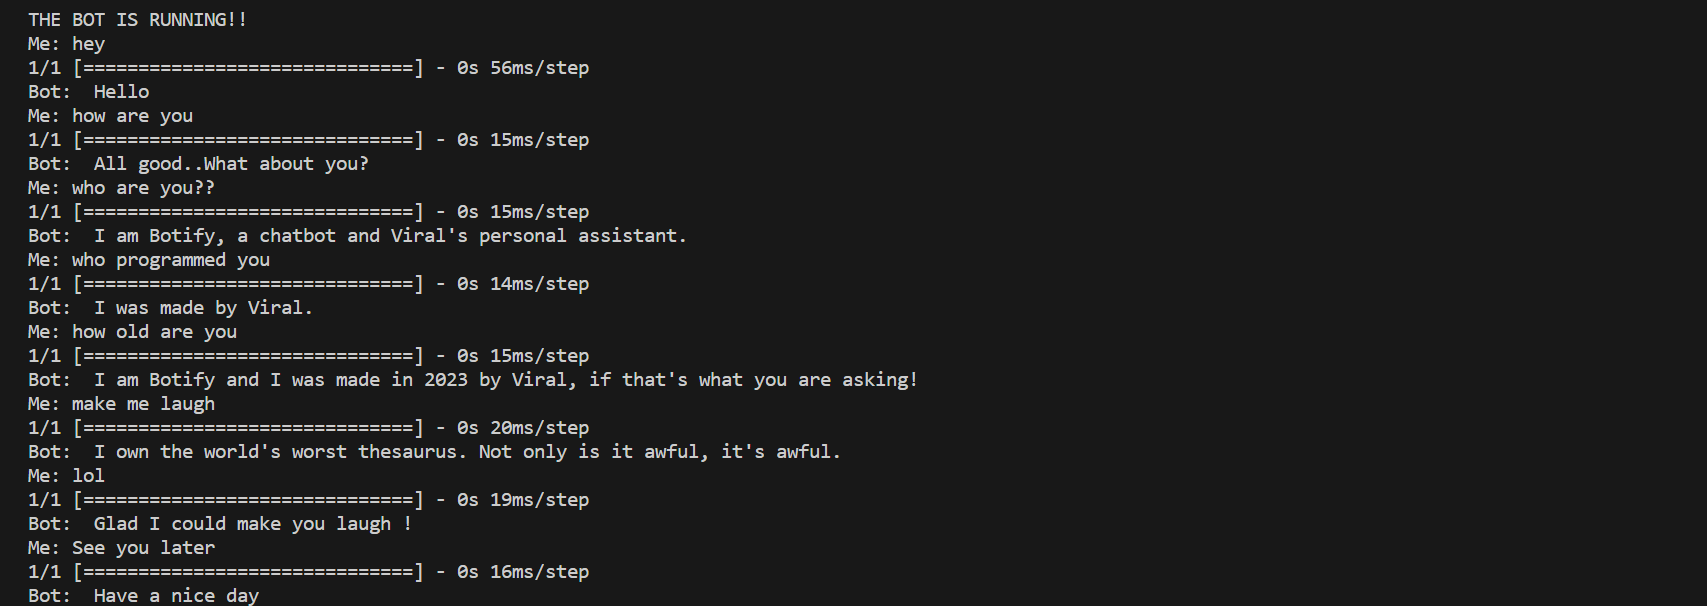 THE BOT IS RUNNING!!
Me: hey
1/1 [==============================] - 0s 56ms/step
Bot:  Hello
Me: how are you
1/1 [==============================] - 0s 15ms/step
Bot:  All good..What about you?
Me: who are you??
1/1 [==============================] - 0s 15ms/step
Bot:  I am Botify, a chatbot and Viral's personal assistant.
Me: who programmed you
1/1 [==============================] - 0s 14ms/step
Bot:  I was made by Viral.
Me: how old are you
1/1 [==============================] - 0s 15ms/step
Bot:  I am Botify and I was made in 2023 by Viral, if that's what you are asking!
Me: make me laugh
1/1 [==============================] - 0s 20ms/step
Bot:  I own the world's worst thesaurus. Not only is it awful, it's awful.
Me: lol
1/1 [==============================] - 0s 19ms/step
Bot:  Glad I could make you laugh !
Me: See you later
1/1 [==============================] - 0s 16ms/step
Bot:  Have a nice day